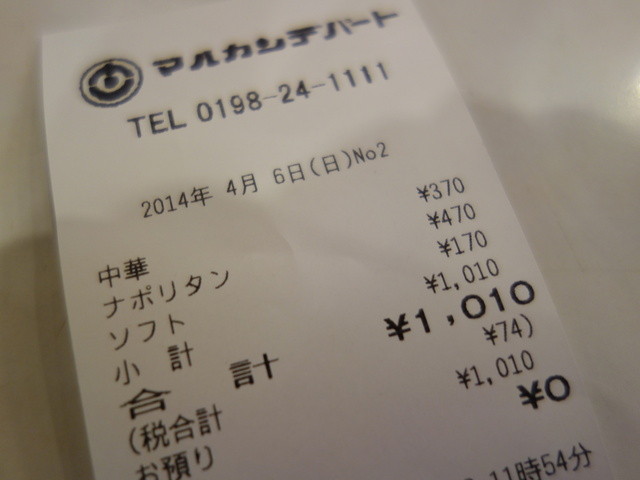 マルカンデパート
TEL 0198-24-1111
2014年 4月 6日(日)No2
中華 ¥370
ナポリタン ¥470
ソフト ¥170
小 計 ¥1,010
合 計 ¥1,010
(税合計 ¥74)
お預り ¥1,010
¥0
11時54分